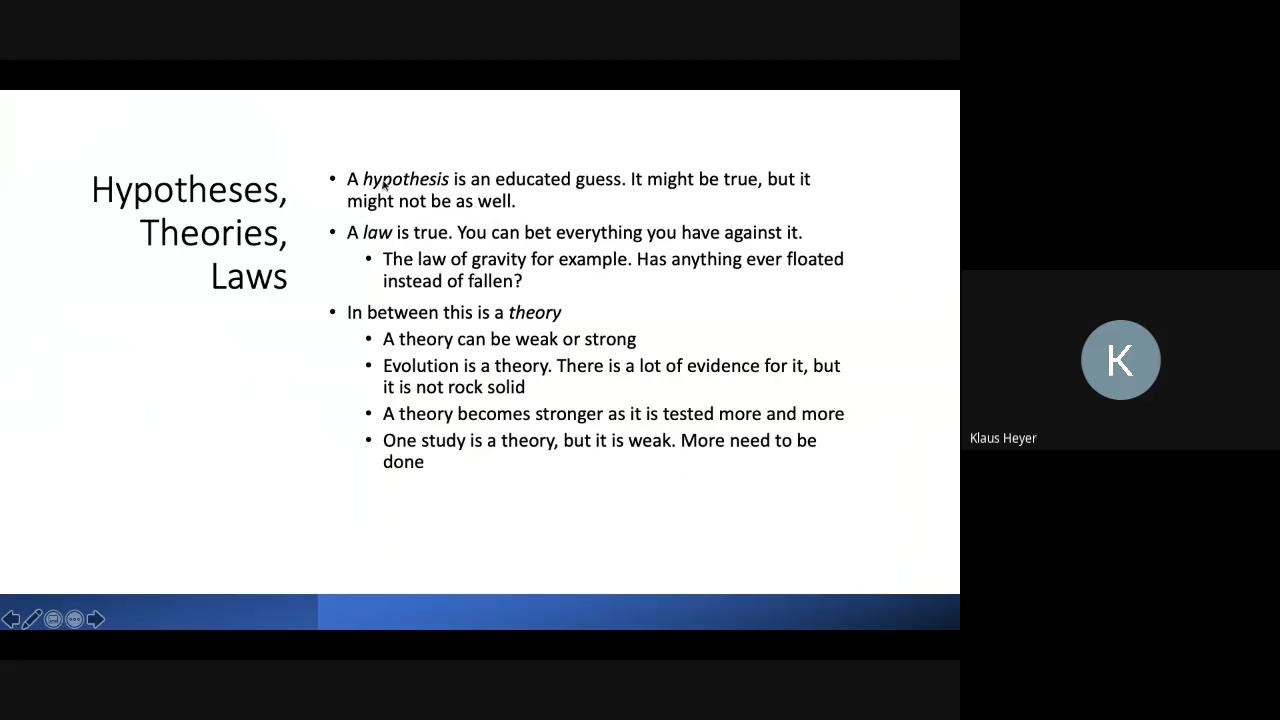 Hypotheses,
Theories,
Laws
• A hypothesis is an educated guess. It might be true, but it
might not be as well.
• A law is true. You can bet everything you have against it.
• The law of gravity for example. Has anything ever floated
instead of fallen?
• In between this is a theory
• A theory can be weak or strong
• Evolution is a theory. There is a lot of evidence for it, but
it is not rock solid
• A theory becomes stronger as it is tested more and more
• One study is a theory, but it is weak. More need to be
done
K
Klaus Heyer